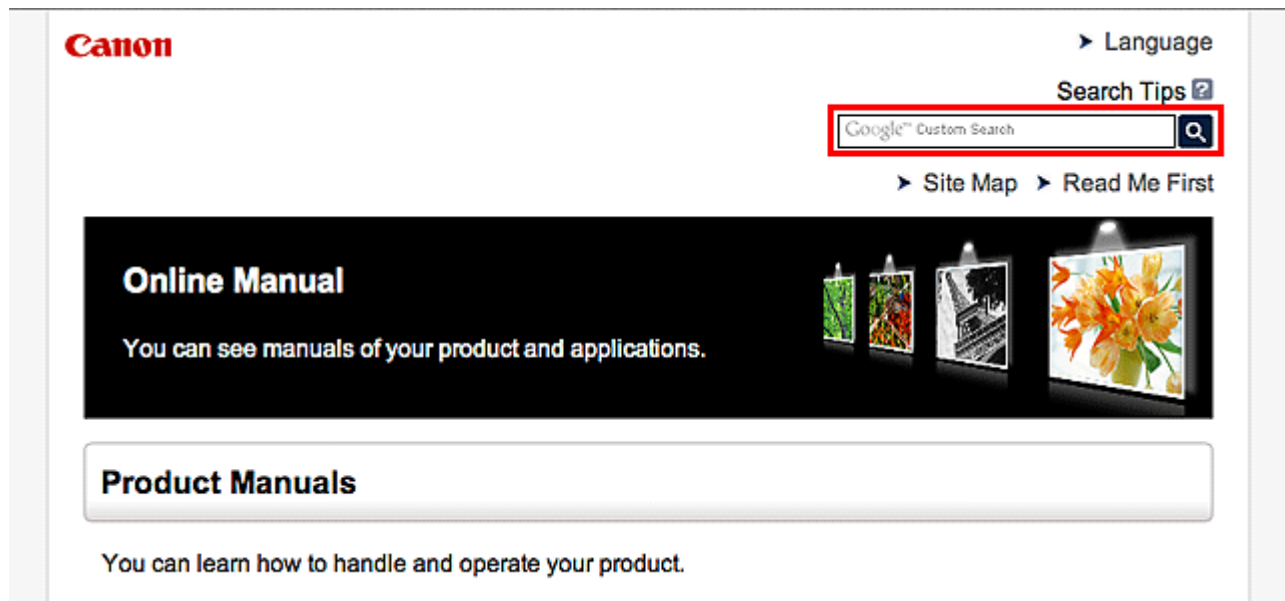 Canon
Language
Search Tips ?
Google™ Custom Search
Site Map Read Me First
Online Manual
You can see manuals of your product and applications.
Product Manuals
You can learn how to handle and operate your product.